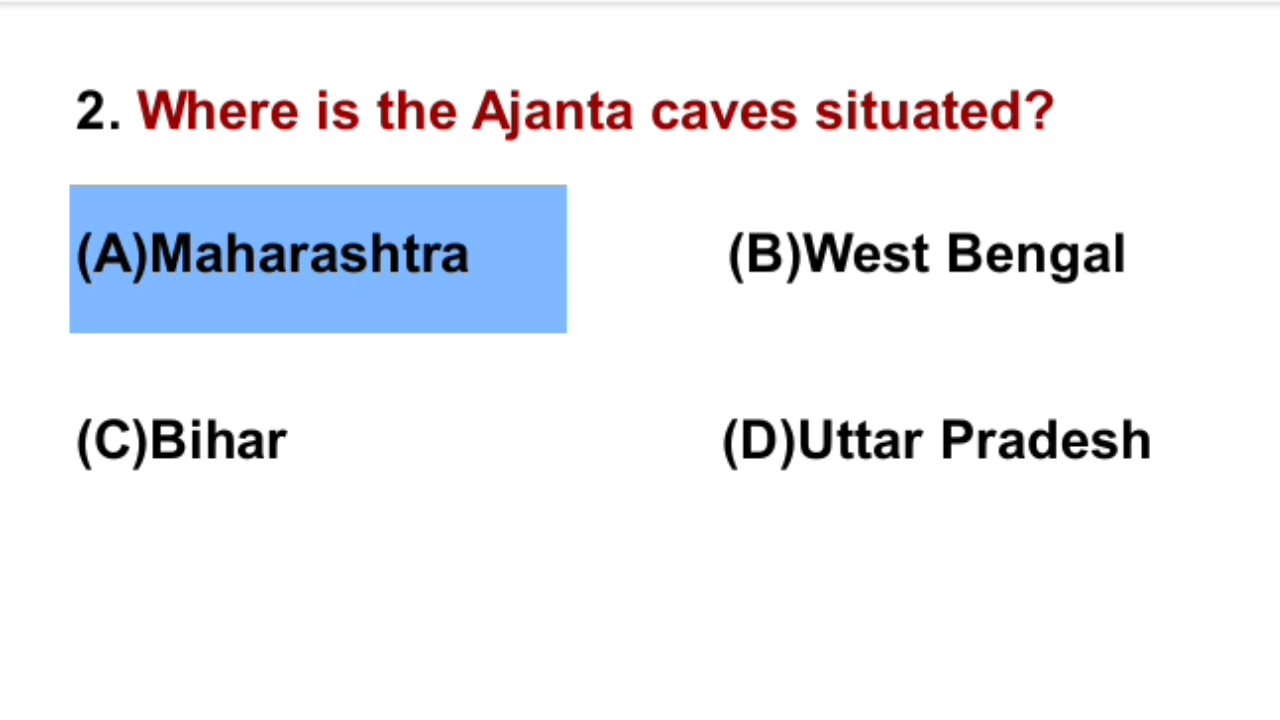 2. Where is the Ajanta caves situated?
(A)Maharashtra (B)West Bengal
(C)Bihar (D)Uttar Pradesh